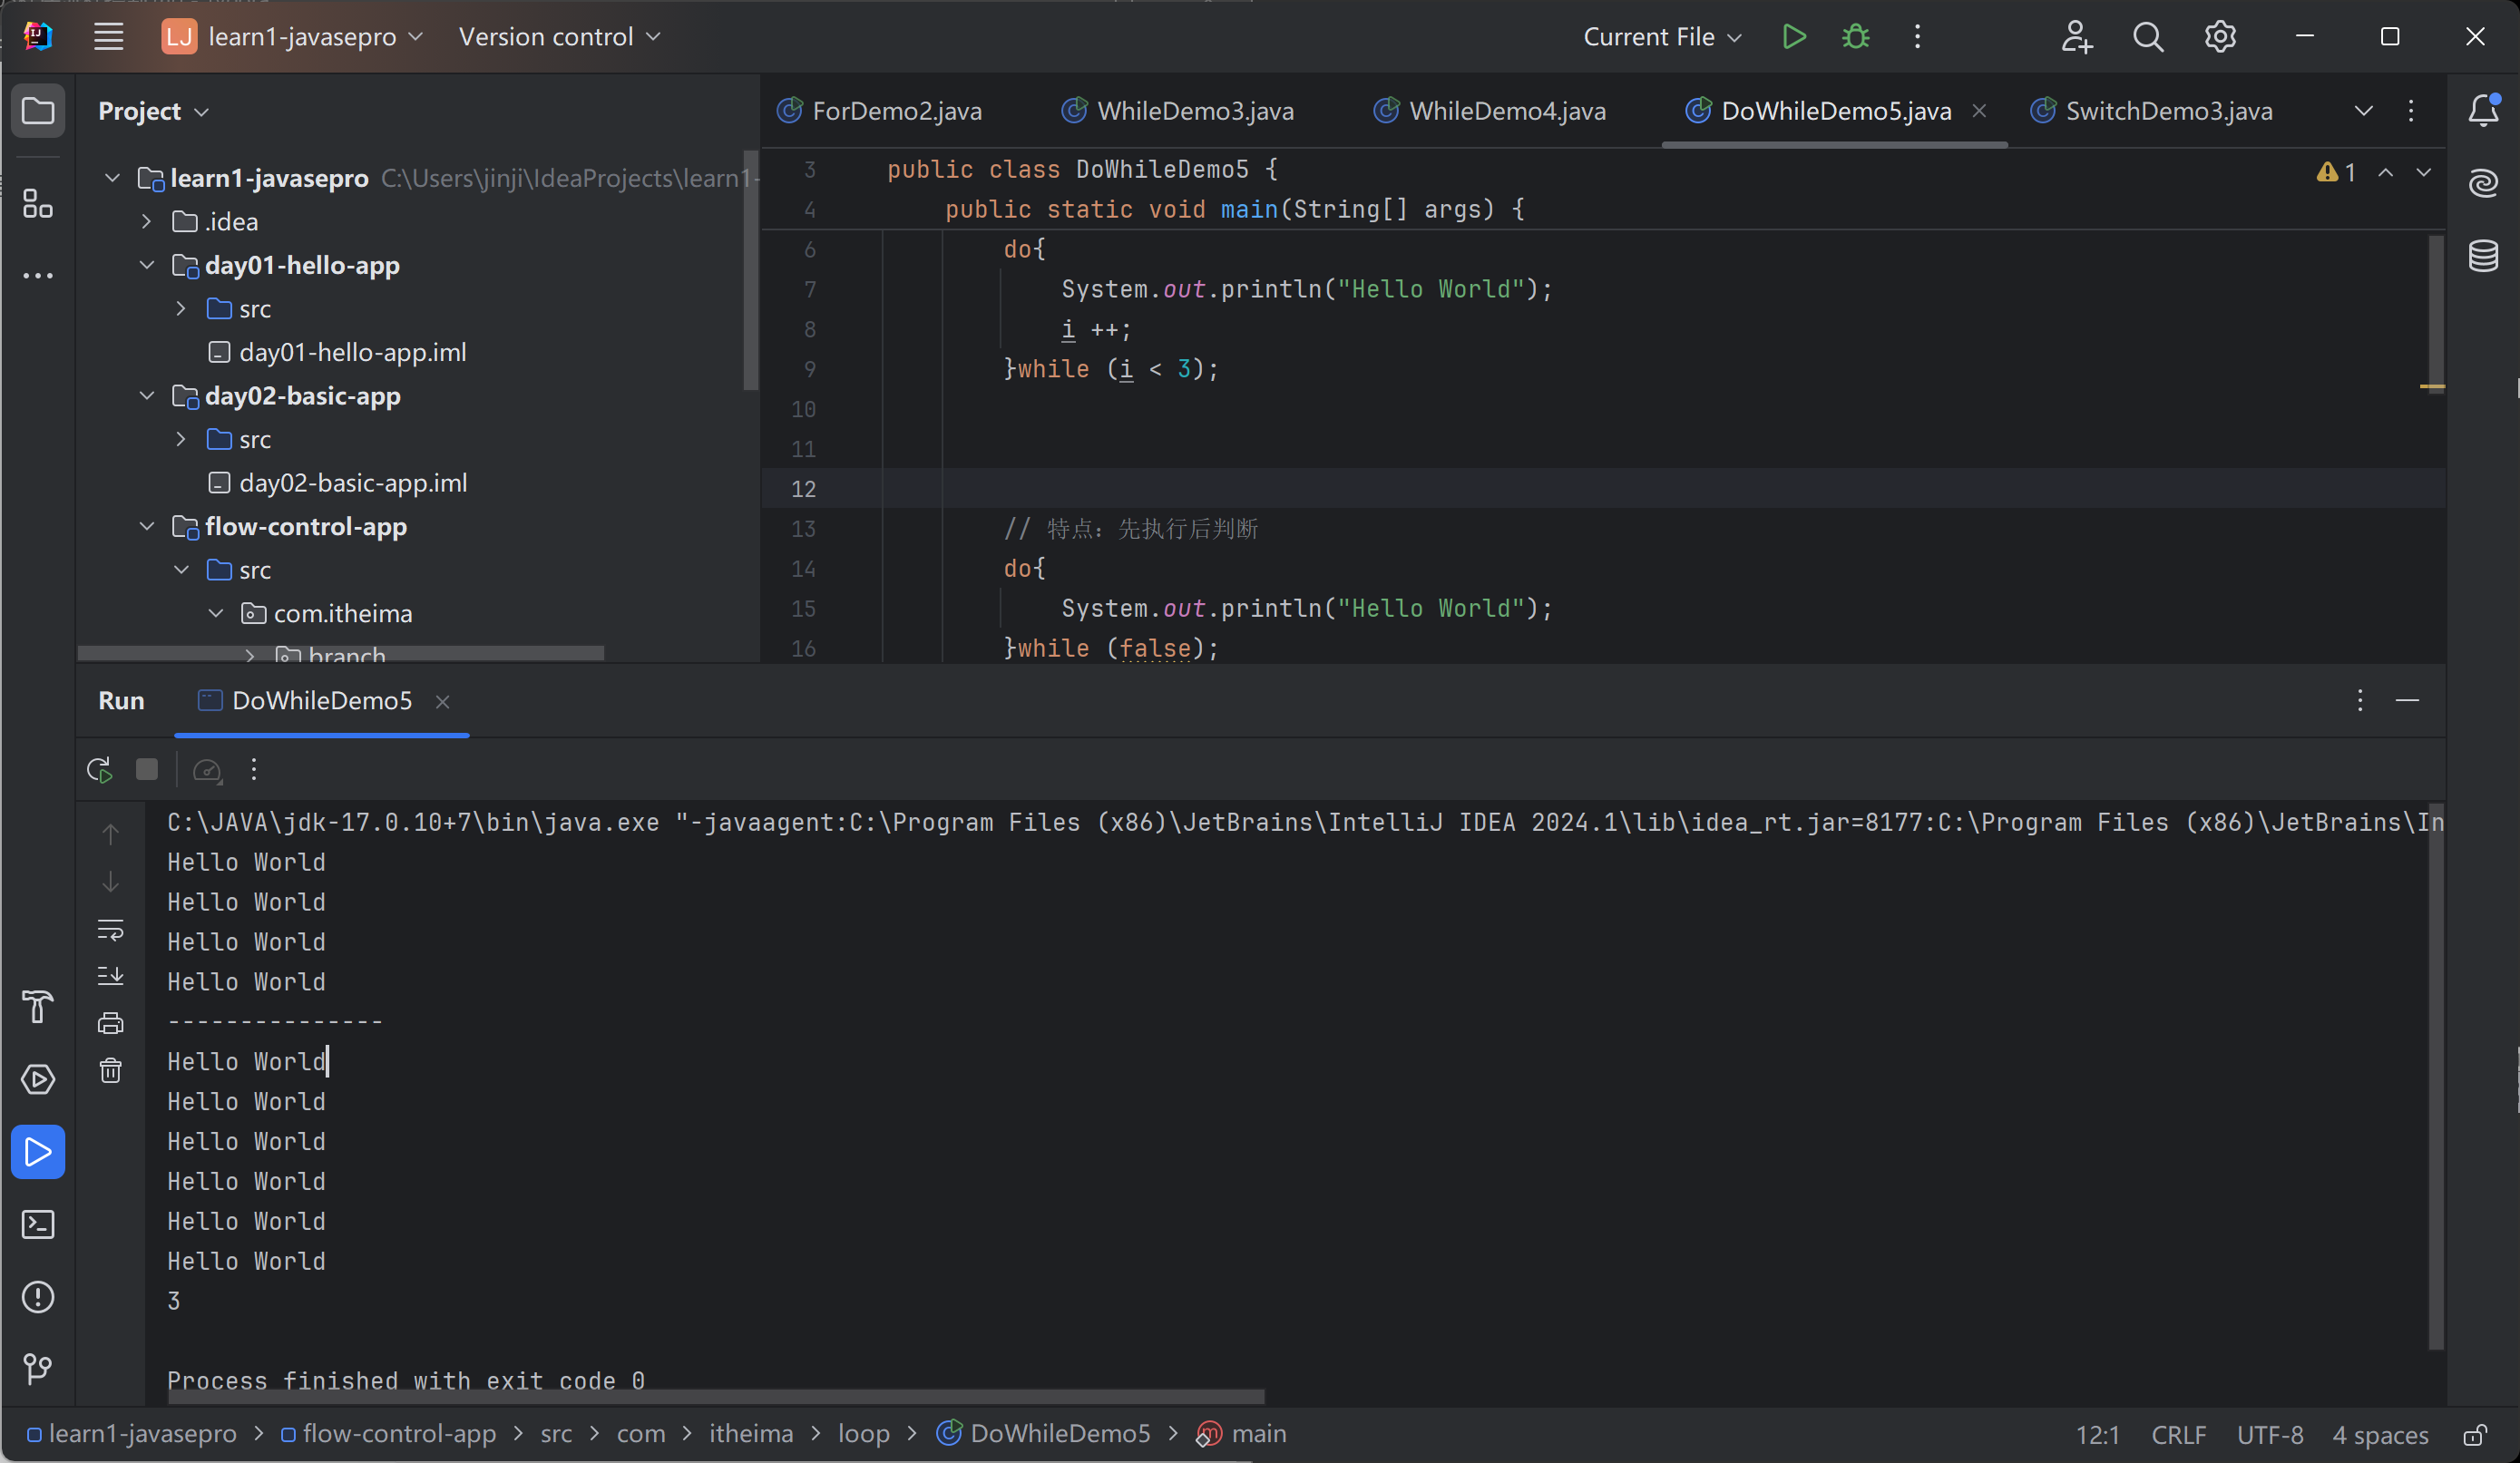 LJ learn1-javasepro Version control Current File
Project
learn1-javasepro C:\Users\jinji\IdeaProjects\learn1-
.idea
day01-hello-app
src
day01-hello-app.iml
day02-basic-app
src
day02-basic-app.iml
flow-control-app
src
com.itheima
branch
ForDemo2.java WhileDemo3.java WhileDemo4.java DoWhileDemo5.java SwitchDemo3.java
1
3 public class DoWhileDemo5 {
4 public static void main(String[] args) {
6 do{
7 System.out.println("Hello World");
8 i ++;
9 }while (i < 3);
10
11
12
13 // 特点：先执行后判断
14 do{
15 System.out.println("Hello World");
16 }while (false);
Run DoWhileDemo5
C:\JAVA\jdk-17.0.10+7\bin\java.exe "-javaagent:C:\Program Files (x86)\JetBrains\IntelliJ IDEA 2024.1\lib\idea_rt.jar=8177:C:\Program Files (x86)\JetBrains\In
Hello World
Hello World
Hello World
Hello World
---------------
Hello World
Hello World
Hello World
Hello World
Hello World
Hello World
3
Process finished with exit code 0
learn1-javasepro > flow-control-app > src > com > itheima > loop > DoWhileDemo5 > main 12:1 CRLF UTF-8 4 spaces